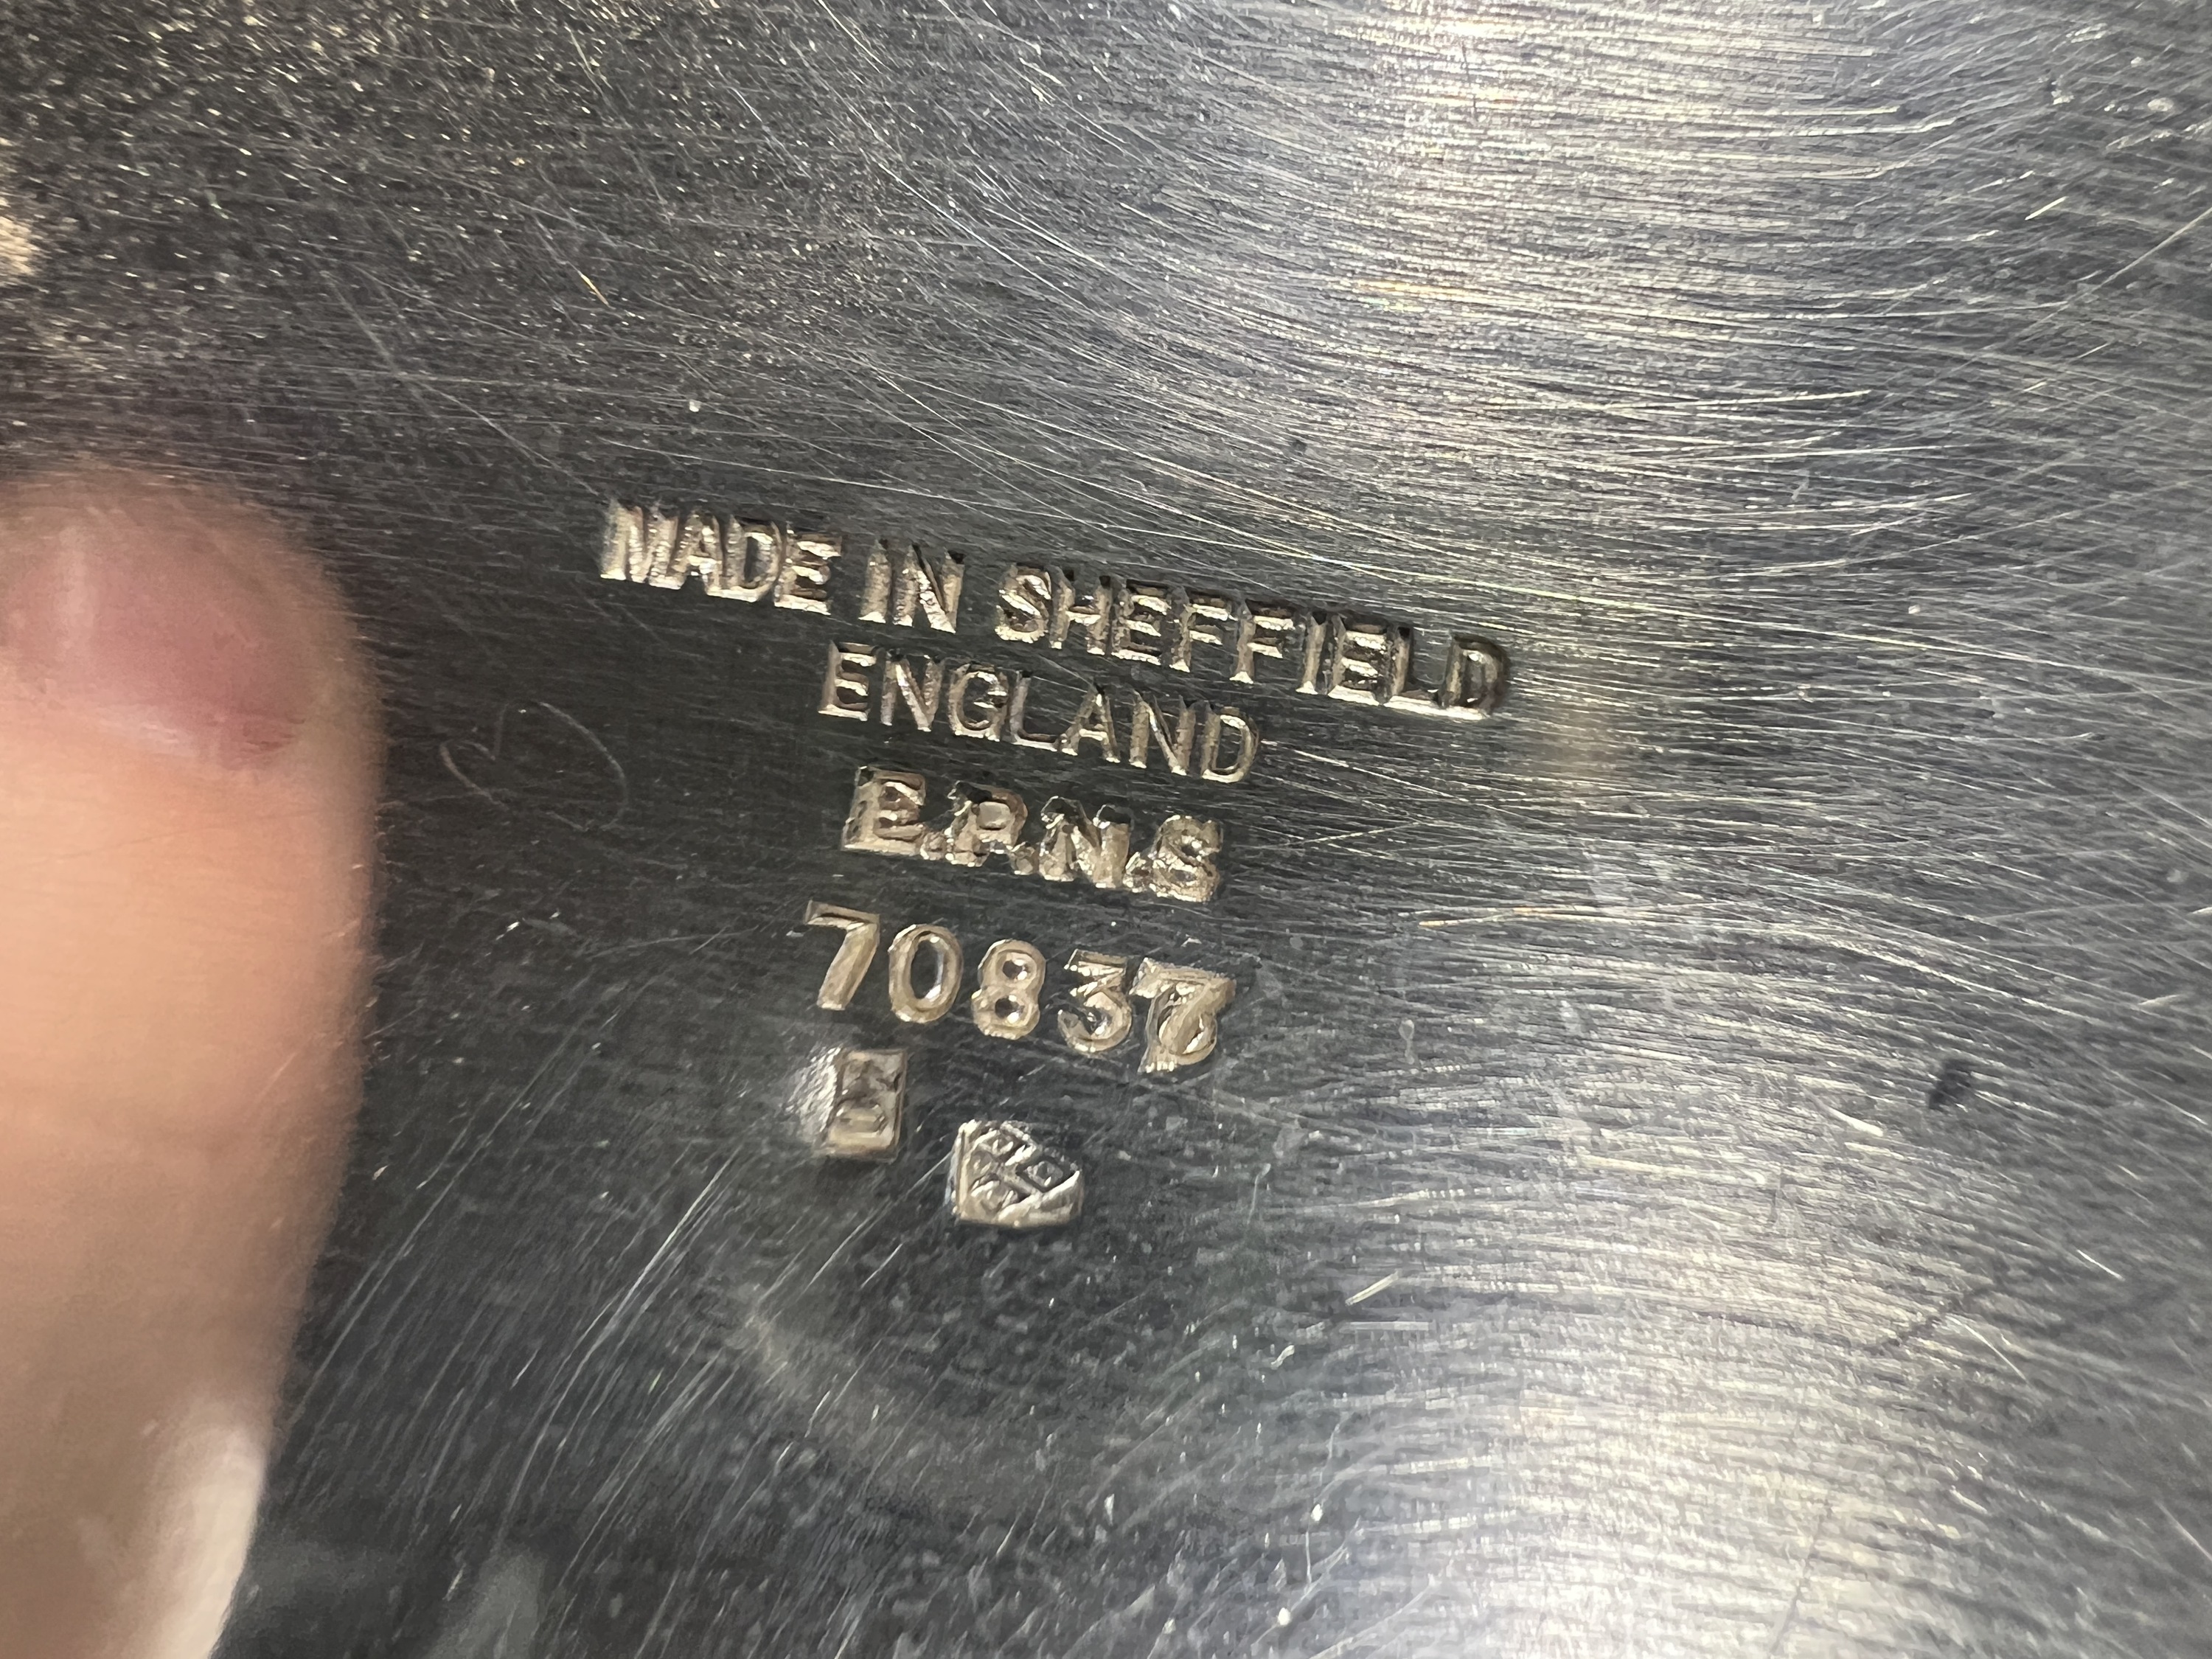 MADE IN SHEFFIELD
ENGLAND
E.P.N.S
70837